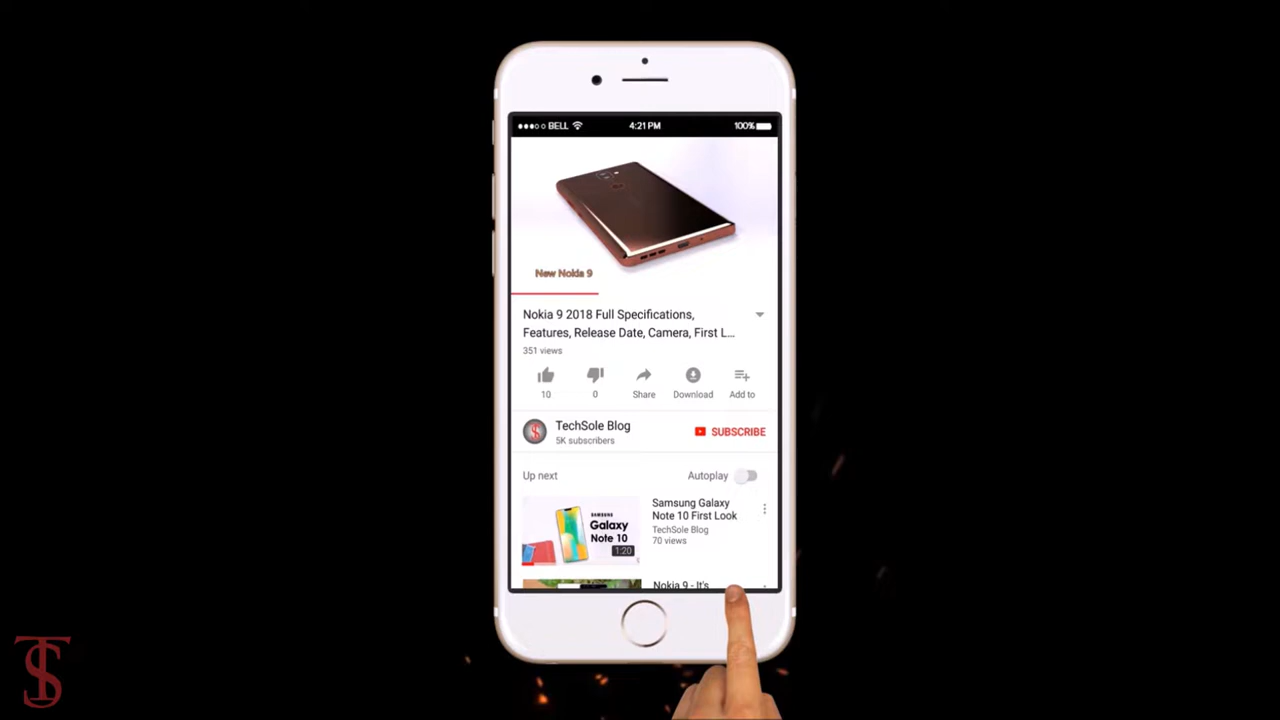 BELL
4:21 PM
100%
New Nokia 9
Nokia 9 2018 Full Specifications,
Features, Release Date, Camera, First L...
351 views
10
0
Share
Download
Add to
TechSole Blog
5K subscribers
SUBSCRIBE
Up next
Autoplay
SAMSUNG
Galaxy
Note 10
1:20
Samsung Galaxy
Note 10 First Look
TechSole Blog
70 views
Nokia 9 - It's
TS